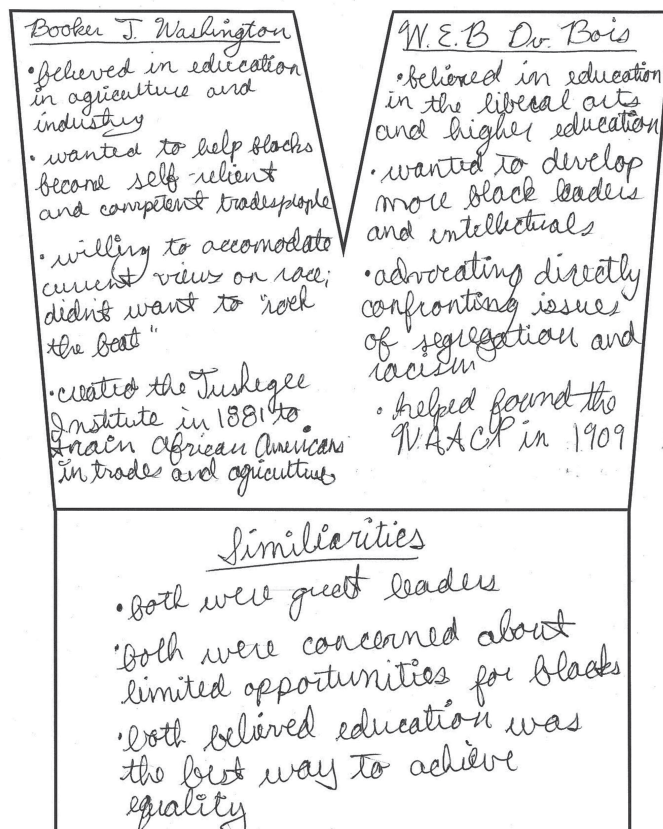 Booker T. Washington
• believed in education
in agriculture and
industry
• wanted to help blacks
become self-relient
and competent tradespeople
• willing to accomodate
current views on race;
didn't want to "rock
the boat"
• created the Tuskegee
Institute in 1881 to
train African Americans
in trades and agriculture
W.E.B Du. Bois
• believed in education
in the liberal arts
and higher education
• wanted to develop
more black leaders
and intellectuals
• advocating directly
confronting issues
of segregation and
racism
• helped found the
NAACP in 1909
Similiarities
• both were great leaders
• both were concerned about
limited opportunities for blacks
• both believed education was
the best way to achieve
equality